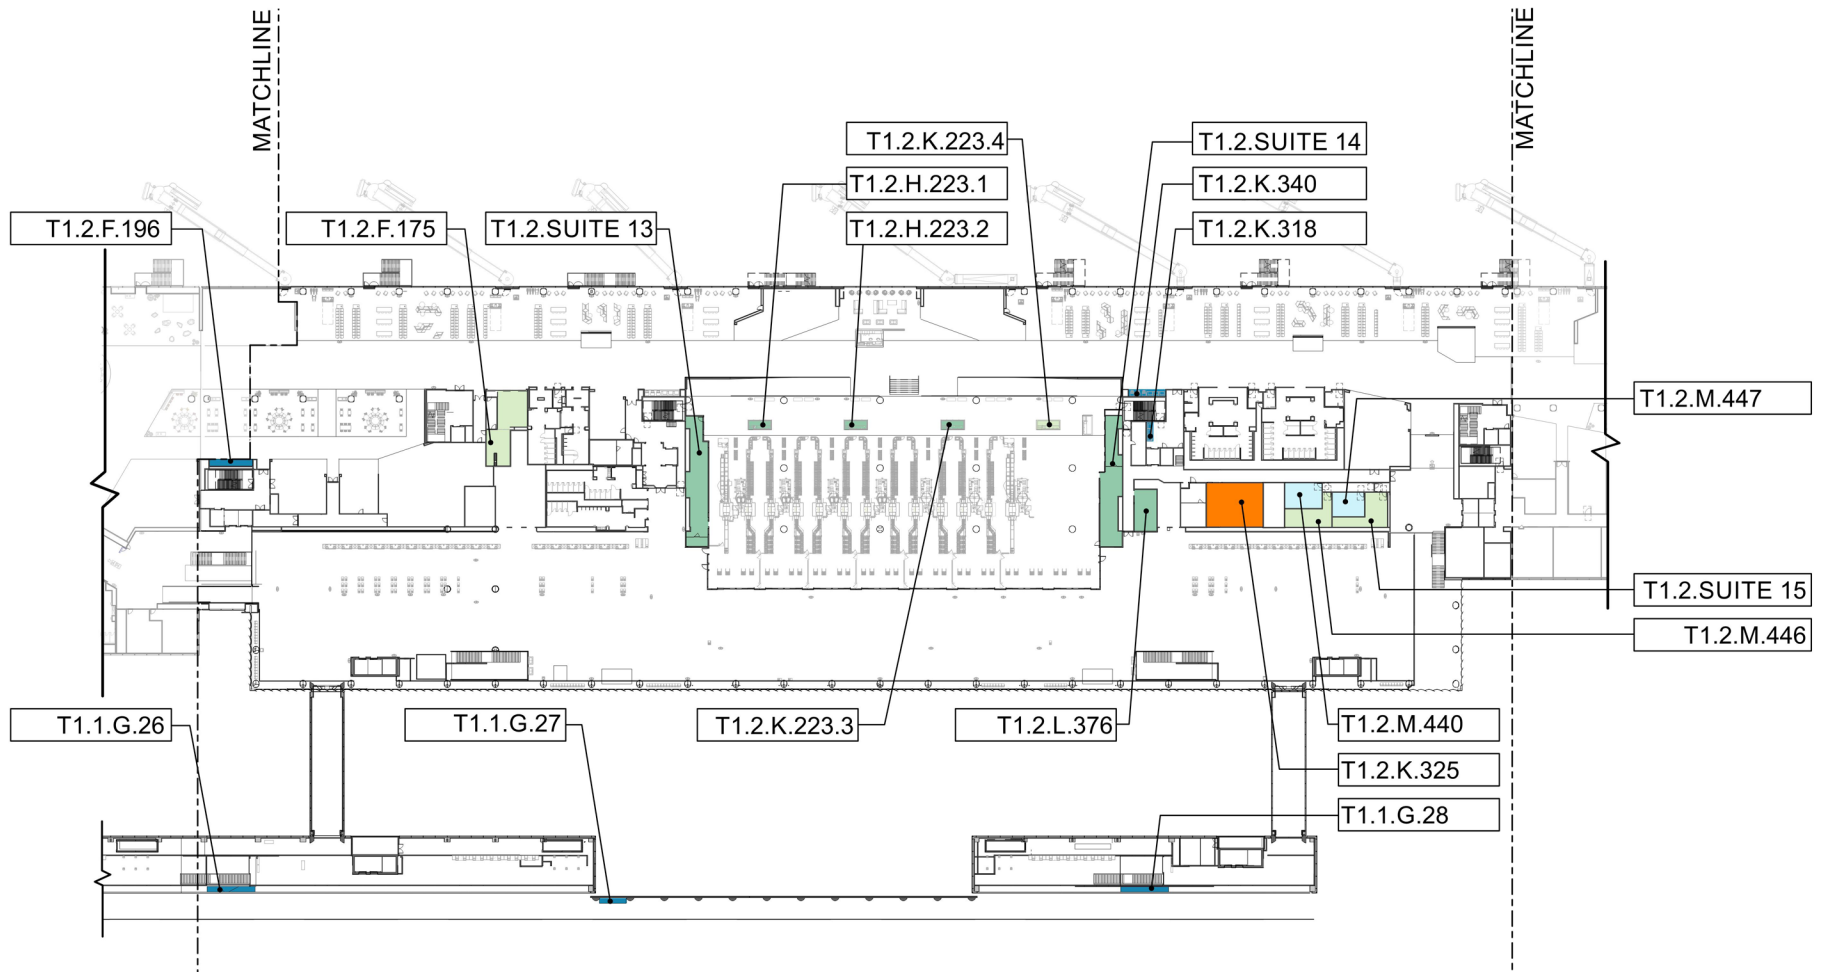 MATCHLINE
MATCHLINE
T1.2.K.223.4
T1.2.SUITE 14
T1.2.H.223.1
T1.2.K.340
T1.2.F.196
T1.2.F.175
T1.2.SUITE 13
T1.2.H.223.2
T1.2.K.318
T1.2.M.447
T1.2.SUITE 15
T1.2.M.446
T1.1.G.26
T1.1.G.27
T1.2.K.223.3
T1.2.L.376
T1.2.M.440
T1.2.K.325
T1.1.G.28